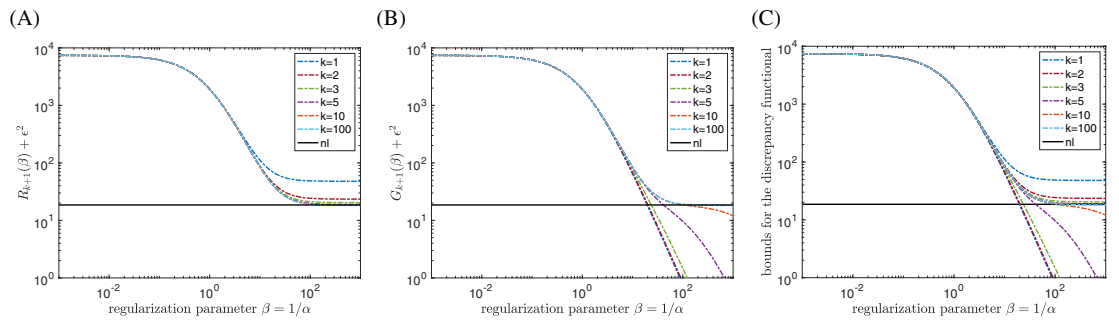 (A)
(B)
(C)
10^4
10^3
10^2
10^1
10^0
R_{k+1}(β) + ϵ^2
k=1
k=2
k=3
k=5
k=10
k=100
nl
10^{-2}
10^0
10^2
regularization parameter β = 1/α
10^4
10^3
10^2
10^1
10^0
G_{k+1}(β) + ϵ^2
k=1
k=2
k=3
k=5
k=10
k=100
nl
10^{-2}
10^0
10^2
regularization parameter β = 1/α
10^4
10^3
10^2
10^1
10^0
bounds for the discrepancy functional
k=1
k=2
k=3
k=5
k=10
k=100
nl
10^{-2}
10^0
10^2
regularization parameter β = 1/α